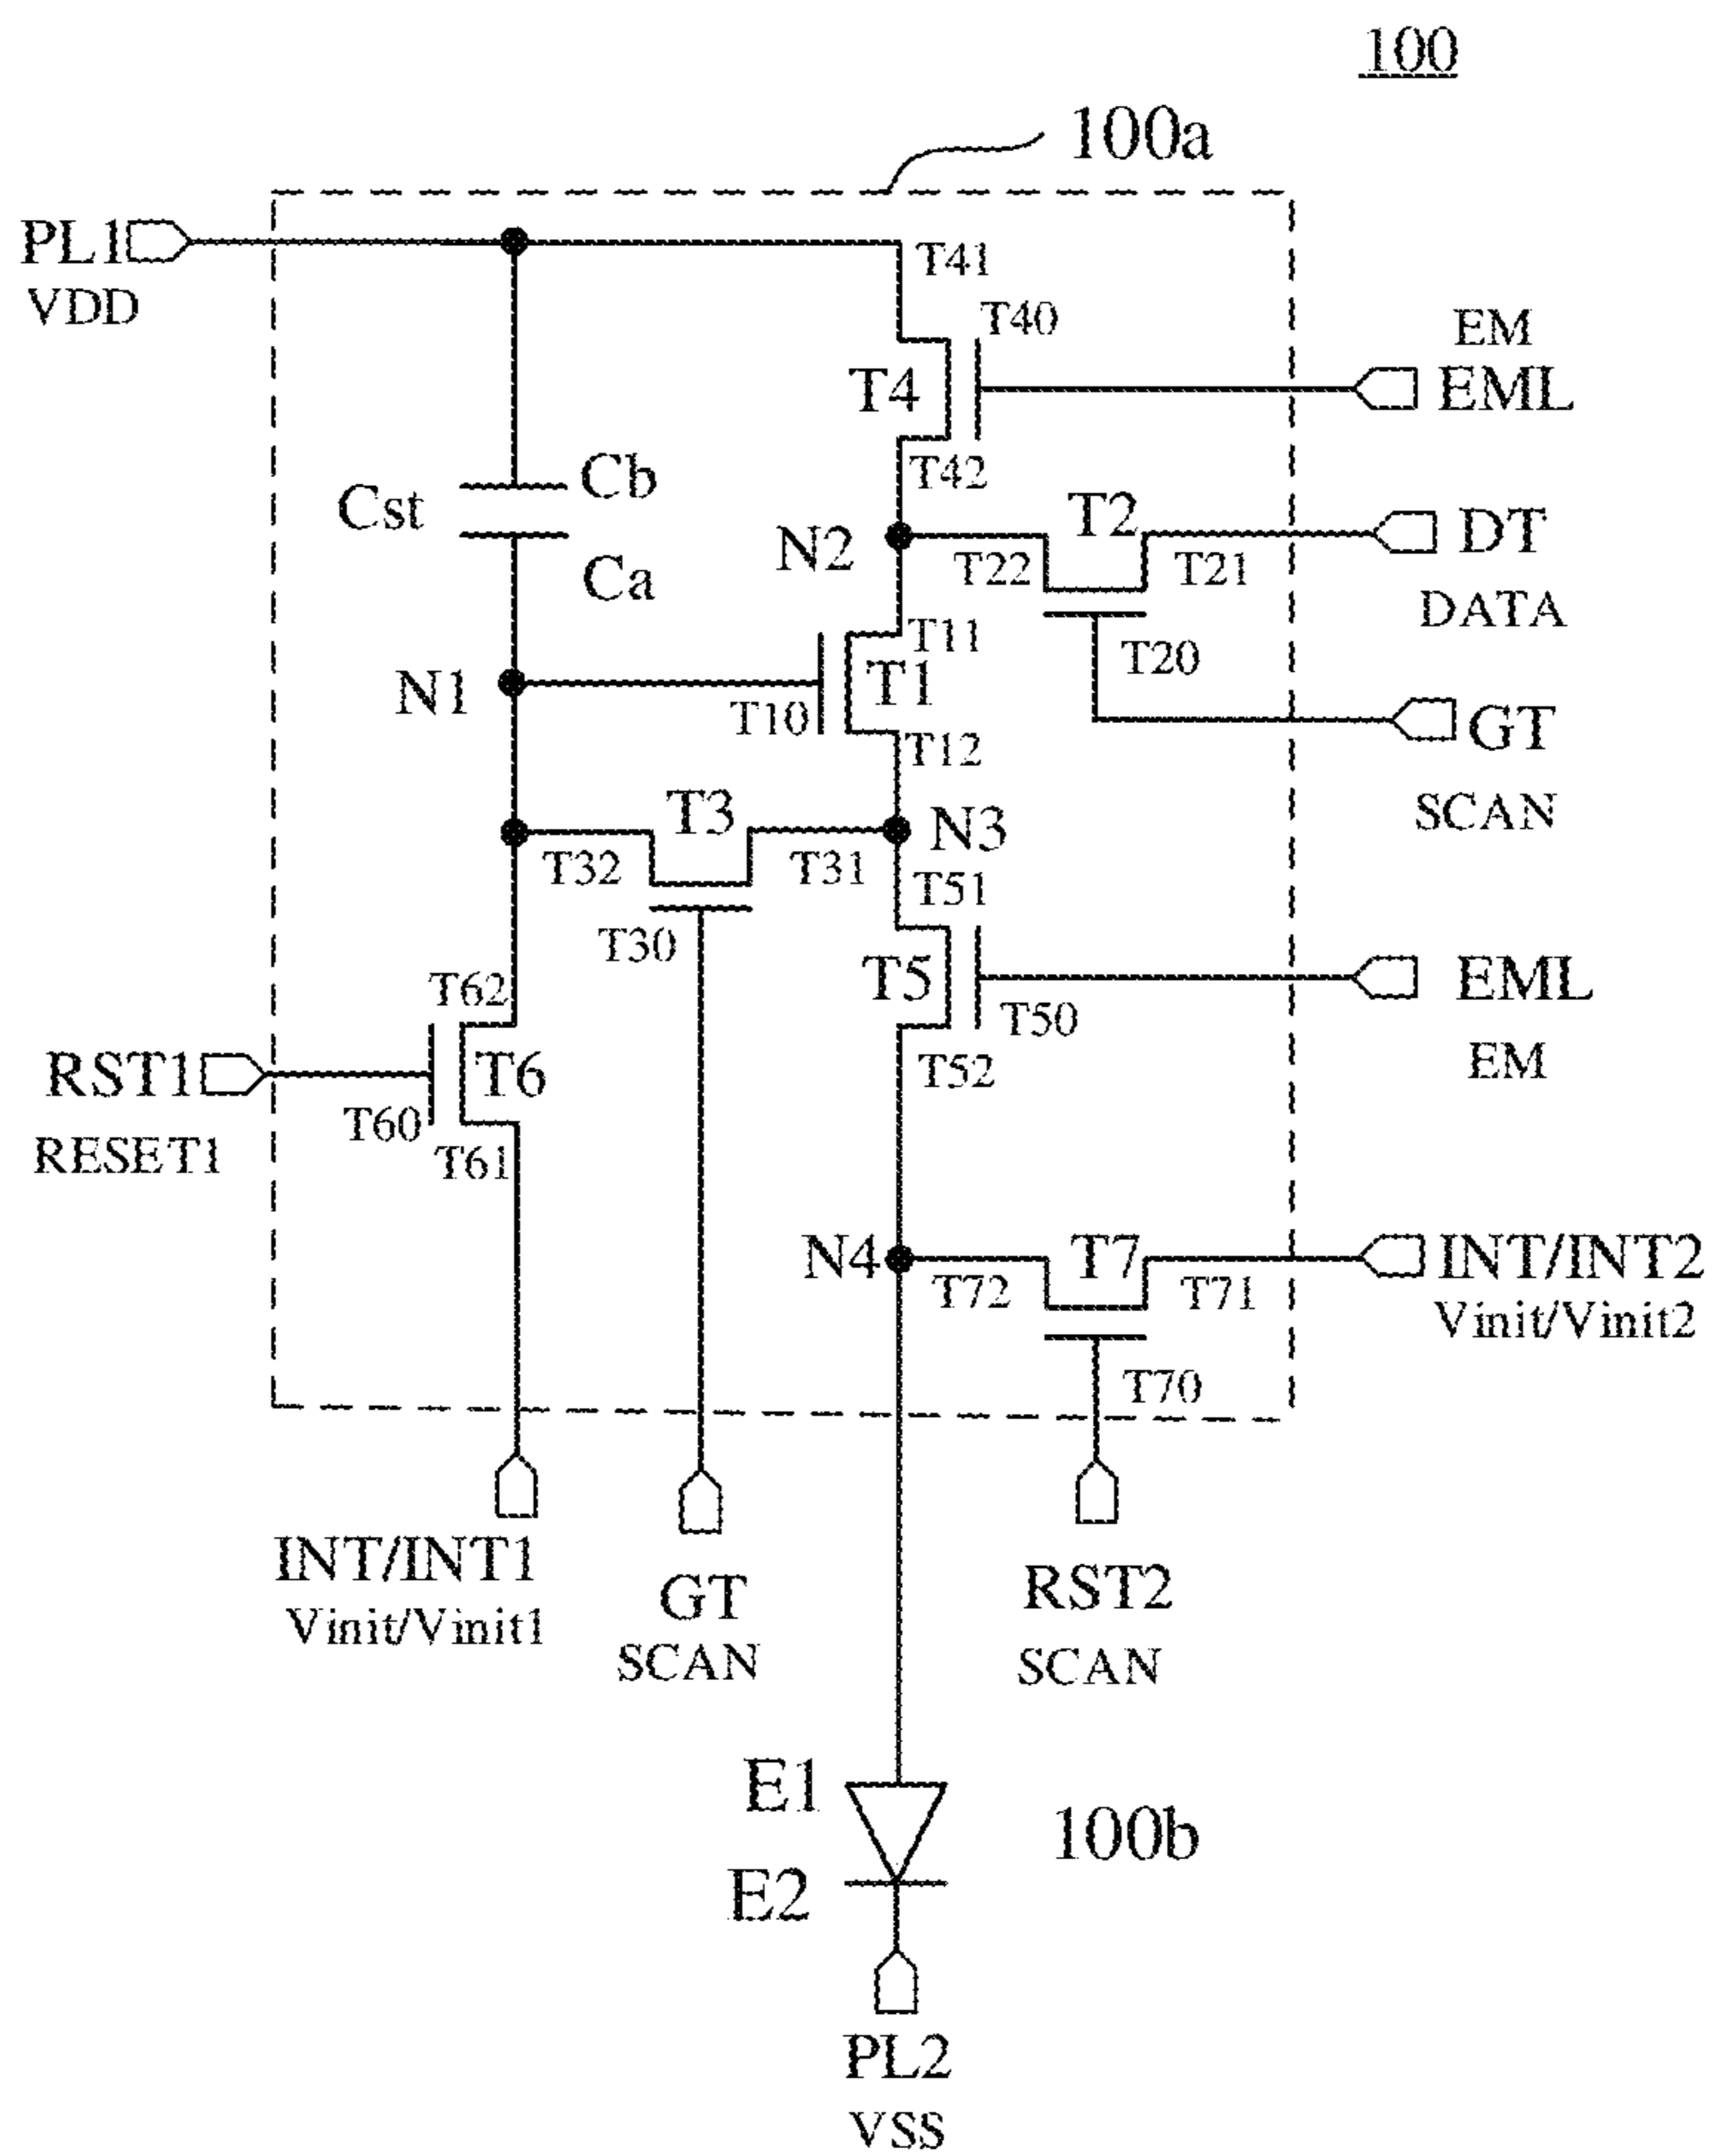 100
100a
PL1
VDD
T41
T40
EM
EML
T4
T42
Cb
Cst
Ca
N2
T2
T22
T21
DT
DATA
T11
T20
N1
T1
T10
T12
GT
SCAN
T3
N3
T32
T31
T51
T30
T5
EML
T62
T50
EM
RST1
T6
T52
T60
RESET1
T61
N4
T7
INT/INT2
T72
T71
Vinit/Vinit2
T70
INT/INT1
Vinit/Vinit1
GT
SCAN
RST2
SCAN
E1
100b
E2
PL2
VSS